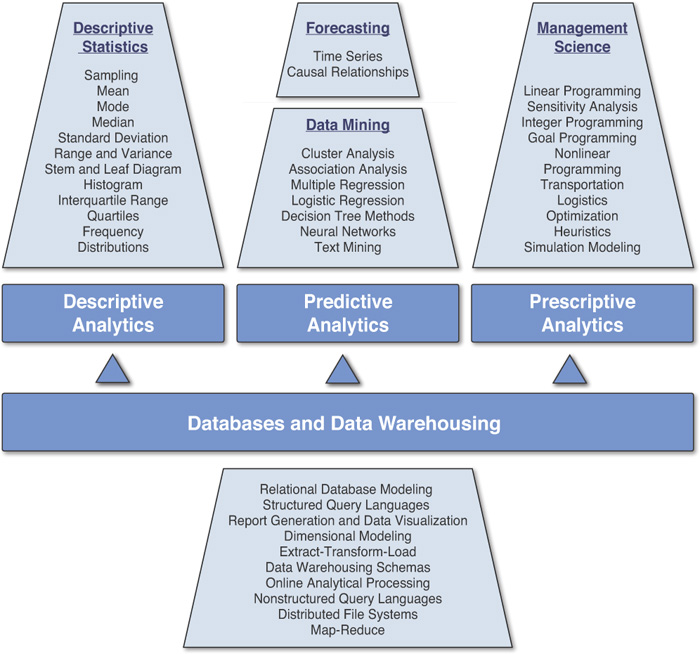 Descriptive
Statistics
Sampling
Mean
Mode
Median
Standard Deviation
Range and Variance
Stem and Leaf Diagram
Histogram
Interquartile Range
Quartiles
Frequency
Distributions
Descriptive
Analytics
Forecasting
Time Series
Causal Relationships
Data Mining
Cluster Analysis
Association Analysis
Multiple Regression
Logistic Regression
Decision Tree Methods
Neural Networks
Text Mining
Predictive
Analytics
Management
Science
Linear Programming
Sensitivity Analysis
Integer Programming
Goal Programming
Nonlinear
Programming
Transportation
Logistics
Optimization
Heuristics
Simulation Modeling
Prescriptive
Analytics
Databases and Data Warehousing
Relational Database Modeling
Structured Query Languages
Report Generation and Data Visualization
Dimensional Modeling
Extract-Transform-Load
Data Warehousing Schemas
Online Analytical Processing
Nonstructured Query Languages
Distributed File Systems
Map-Reduce